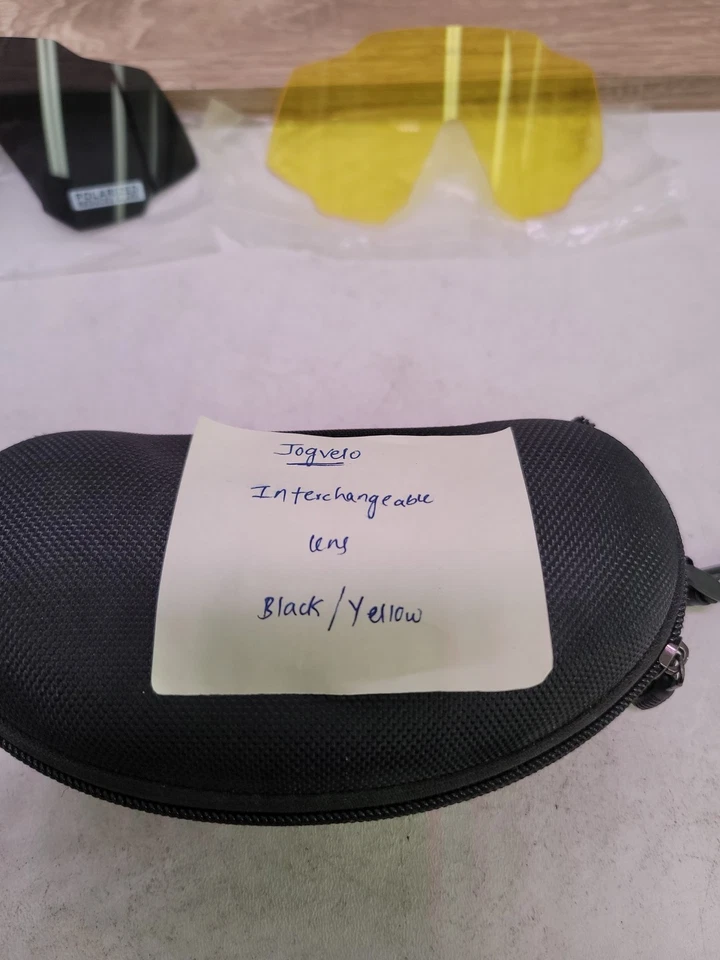 POLARIZED
Jogvelo
Interchangeable
lens
Black/Yellow